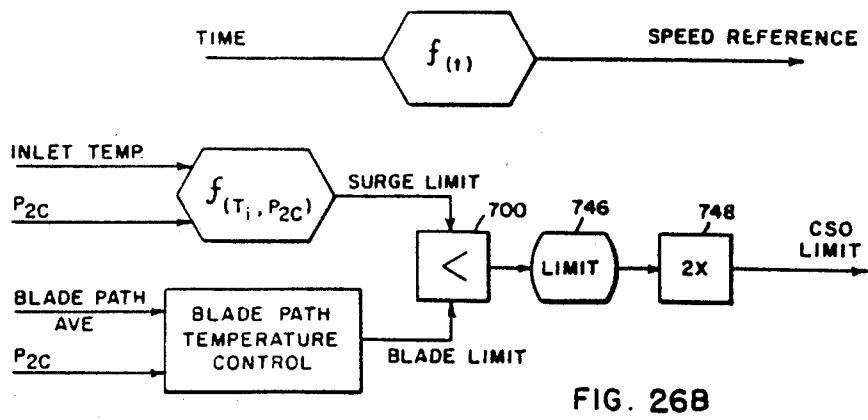 TIME
f(t)
SPEED REFERENCE
INLET TEMP.
P2C
f(Ti, P2C)
SURGE LIMIT
700
<
746
LIMIT
748
2X
CSO
LIMIT
BLADE PATH
AVE
P2C
BLADE PATH
TEMPERATURE
CONTROL
BLADE LIMIT
FIG. 26B